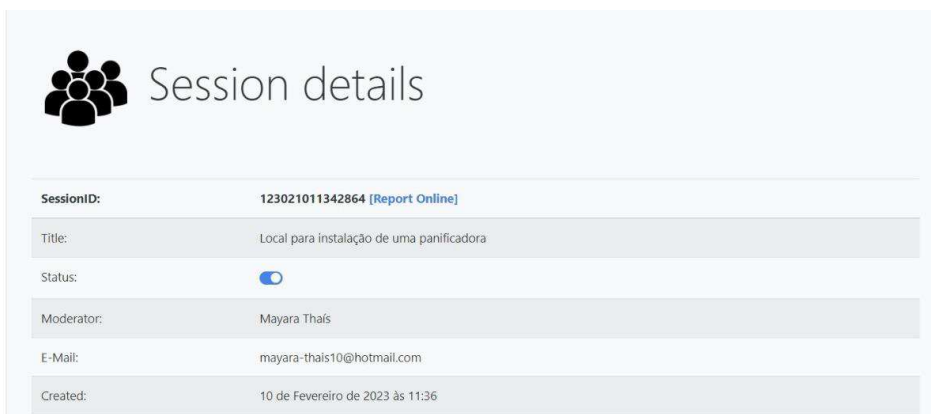 Session details
SessionID: 123021011342864 [Report Online]
Title: Local para instalação de uma panificadora
Status:
Moderator: Mayara Thaís
E-Mail: mayara-thais10@hotmail.com
Created: 10 de Fevereiro de 2023 às 11:36